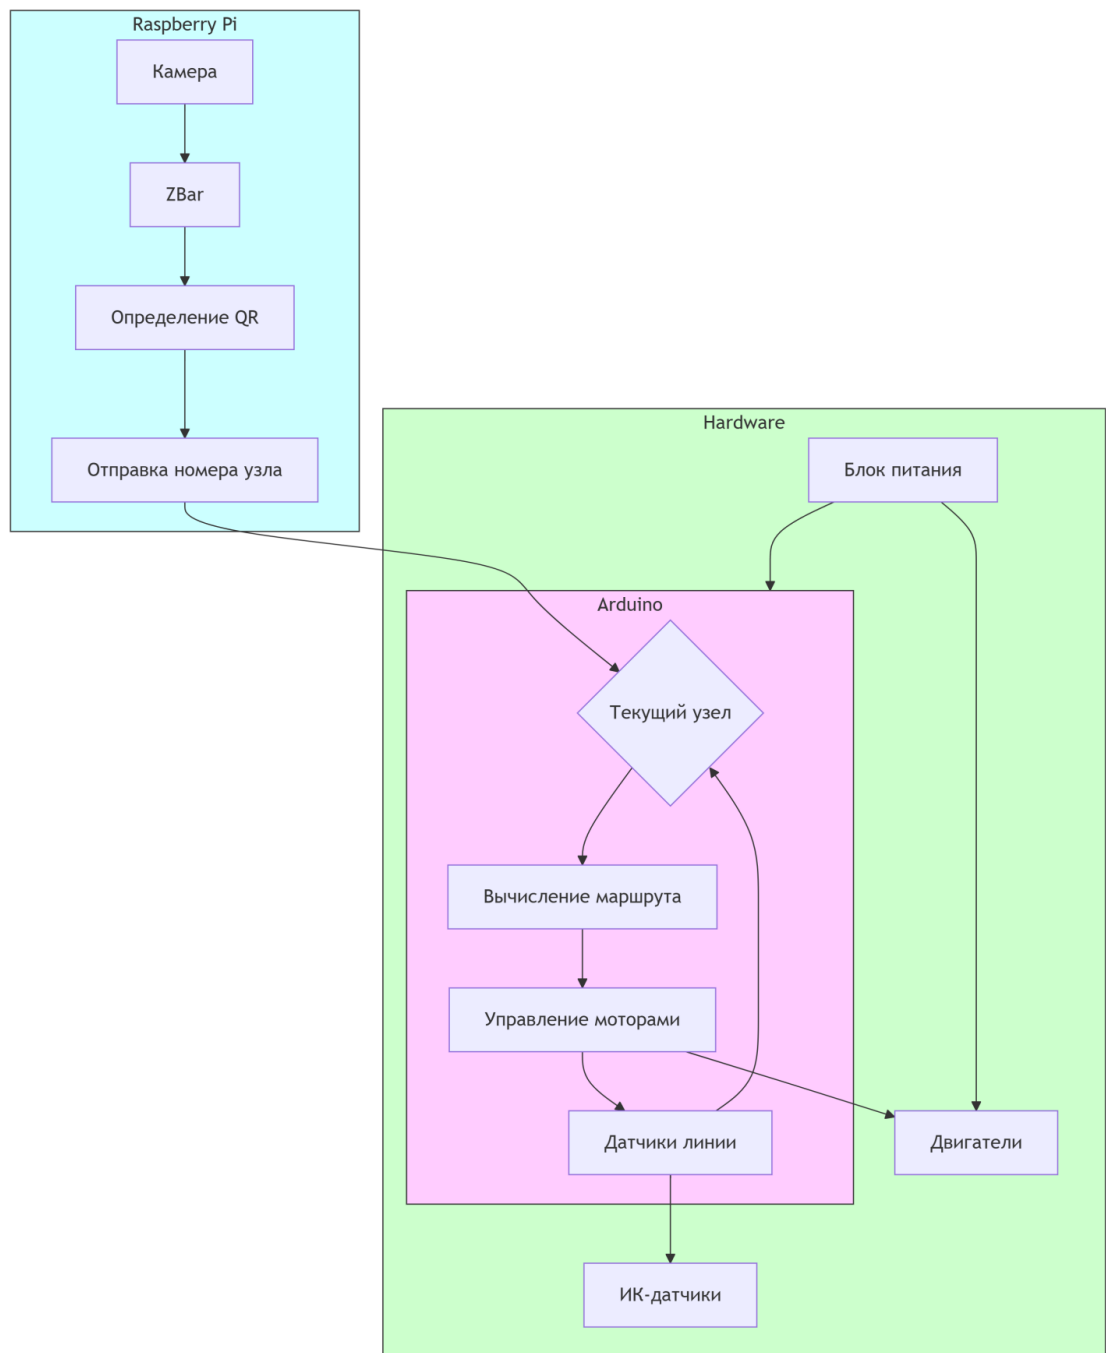 Raspberry Pi
Камера
ZBar
Определение QR
Отправка номера узла
Hardware
Блок питания
Arduino
Текущий узел
Вычисление маршрута
Управление моторами
Датчики линии
Двигатели
ИК-датчики